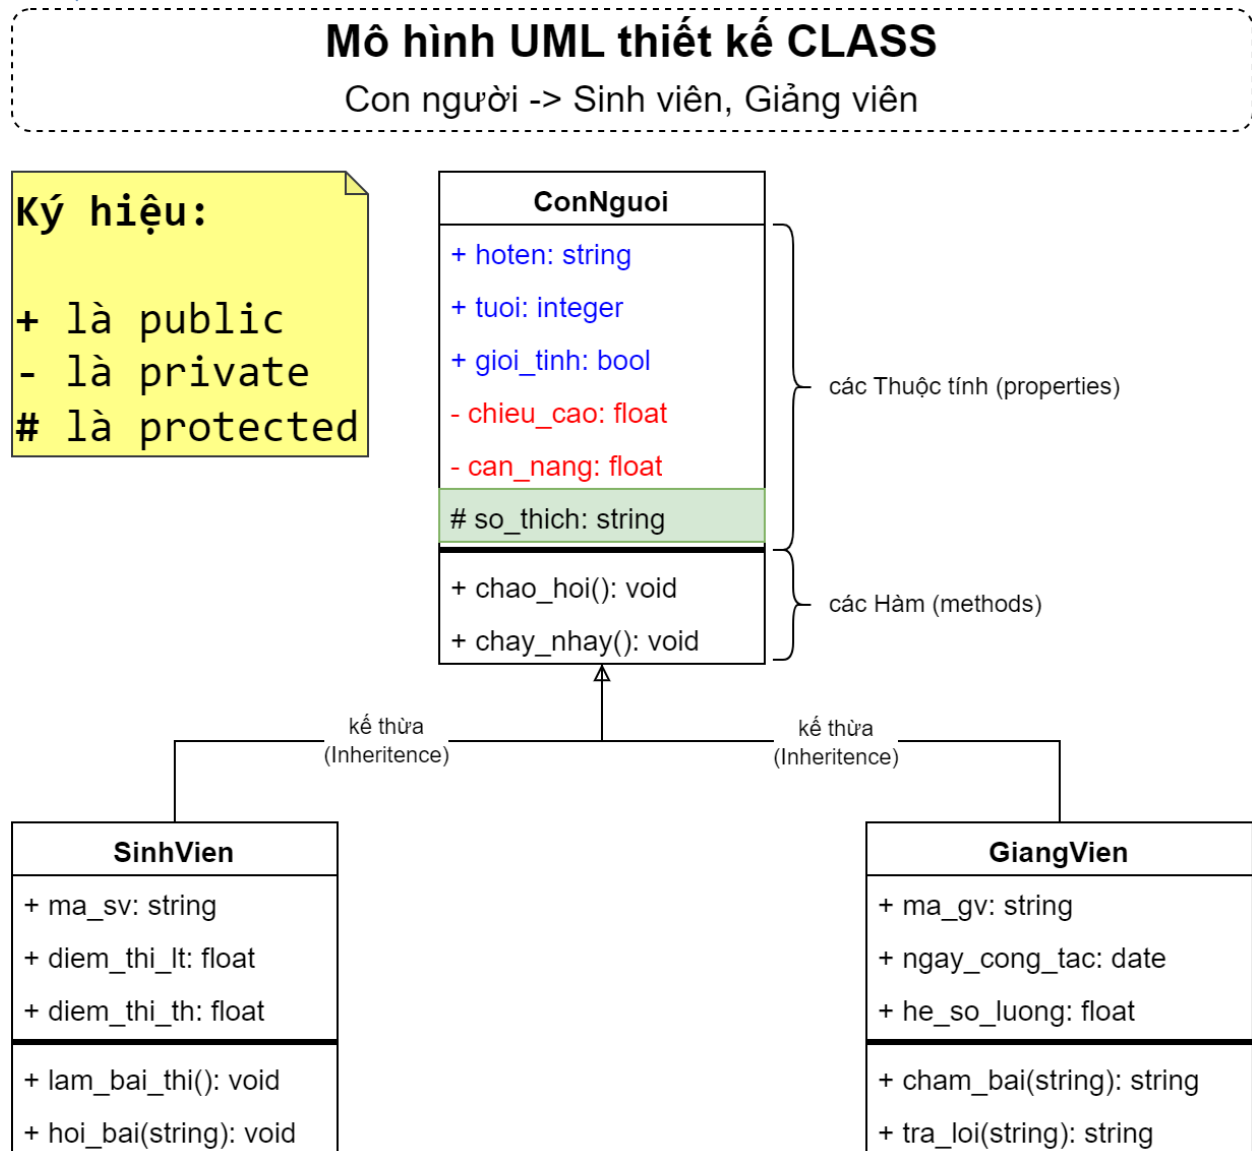 Mô hình UML thiết kế CLASS
Con người -> Sinh viên, Giảng viên
Ký hiệu:
+ là public
- là private
# là protected
ConNguoi
+ hoten: string
+ tuoi: integer
+ gioi_tinh: bool
- chieu_cao: float
- can_nang: float
# so_thich: string
+ chao_hoi(): void
+ chay_nhay(): void
các Thuộc tính (properties)
các Hàm (methods)
kế thừa
(Inheritence)
kế thừa
(Inheritence)
SinhVien
+ ma_sv: string
+ diem_thi_lt: float
+ diem_thi_th: float
+ lam_bai_thi(): void
+ hoi_bai(string): void
GiangVien
+ ma_gv: string
+ ngay_cong_tac: date
+ he_so_luong: float
+ cham_bai(string): string
+ tra_loi(string): string